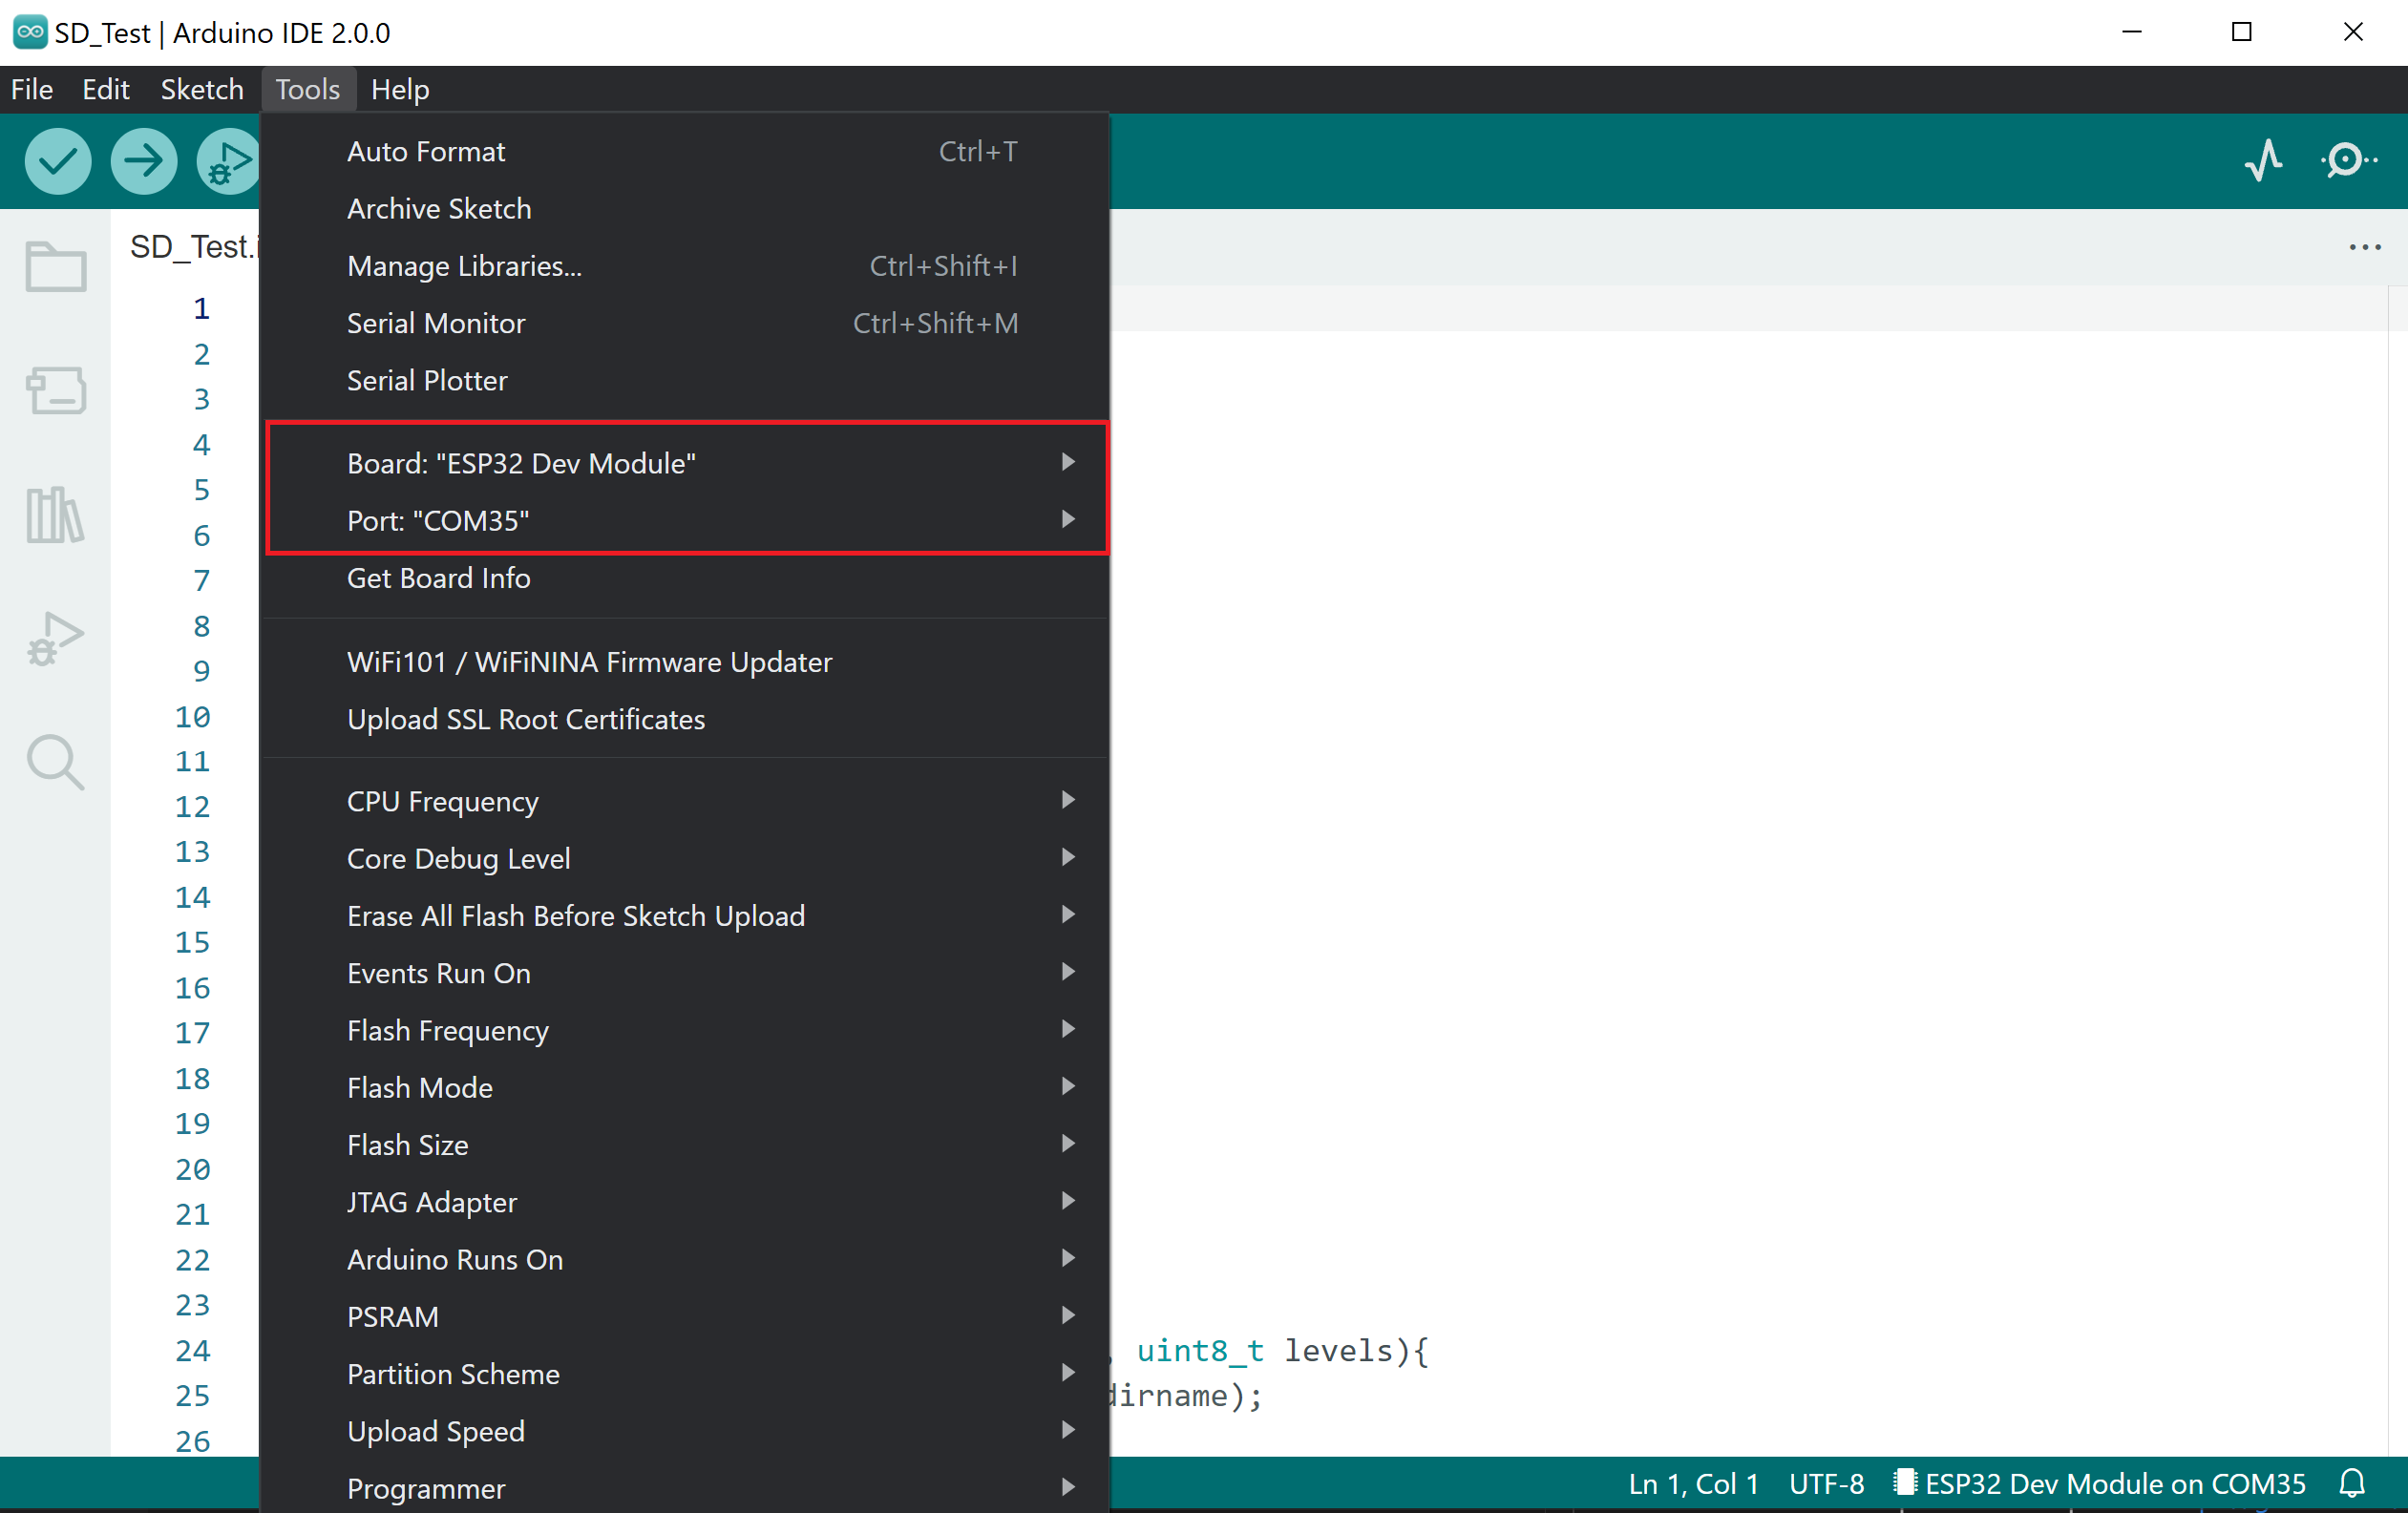 SD_Test | Arduino IDE 2.0.0
File Edit Sketch Tools Help
SD_Test.i
Auto Format Ctrl+T
Archive Sketch
Manage Libraries... Ctrl+Shift+I
Serial Monitor Ctrl+Shift+M
Serial Plotter
Board: "ESP32 Dev Module"
Port: "COM35"
Get Board Info
WiFi101 / WiFiNINA Firmware Updater
Upload SSL Root Certificates
CPU Frequency
Core Debug Level
Erase All Flash Before Sketch Upload
Events Run On
Flash Frequency
Flash Mode
Flash Size
JTAG Adapter
Arduino Runs On
PSRAM
Partition Scheme
Upload Speed
Programmer
1
2
3
4
5
6
7
8
9
10
11
12
13
14
15
16
17
18
19
20
21
22
23
24 , uint8_t levels){
25 dirname);
26
Ln 1, Col 1 UTF-8 ESP32 Dev Module on COM35